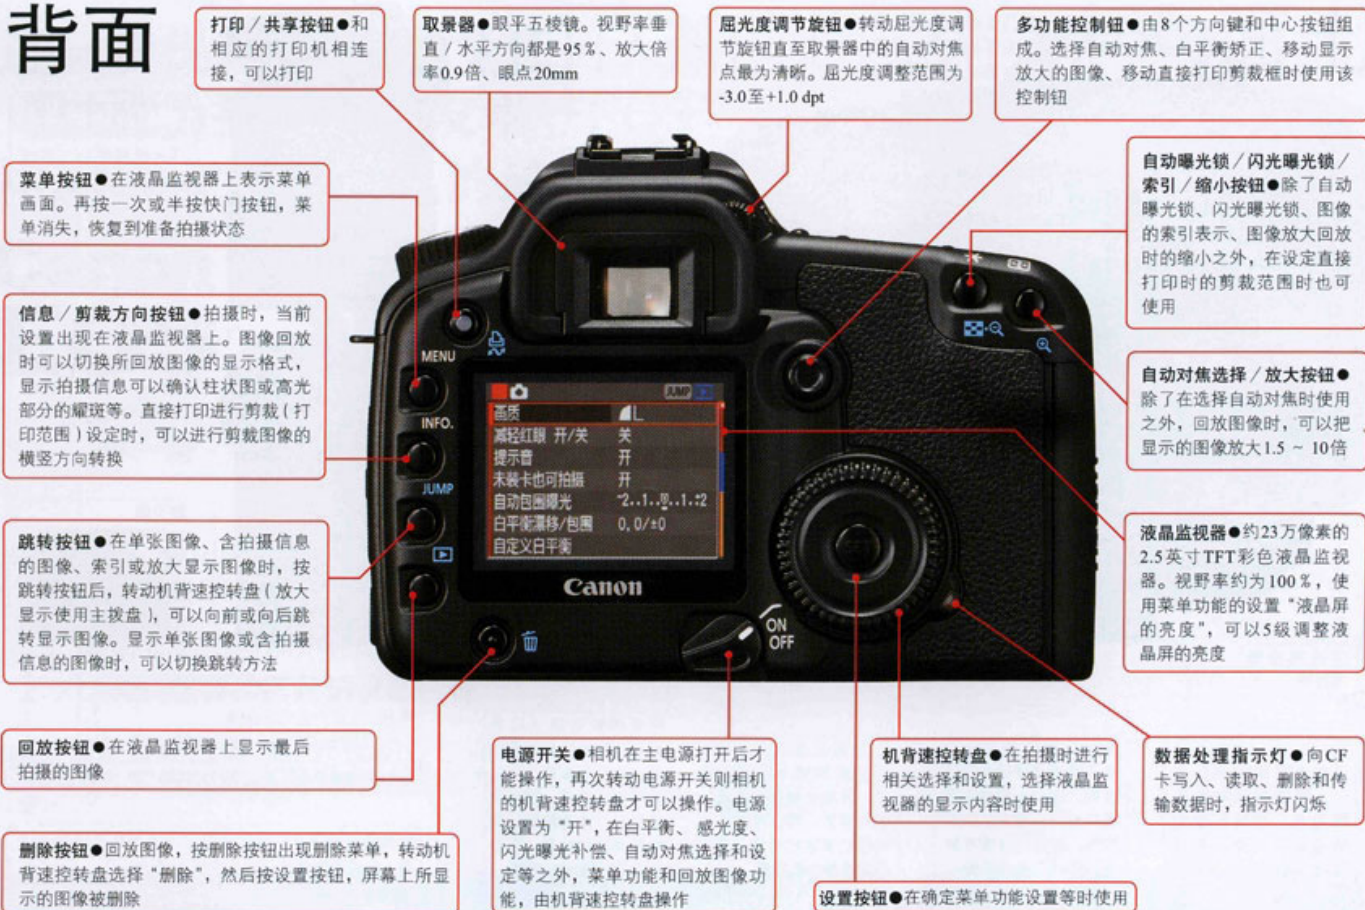 背面
打印／共享按钮●和
相应的打印机相连
接，可以打印
取景器●眼平五棱镜。视野率垂
直／水平方向都是95％、放大倍
率0.9倍、眼点20mm
屈光度调节旋钮●转动屈光度调
节旋钮直至取景器中的自动对焦
点最为清晰。屈光度调整范围为
-3.0至+1.0 dpt
多功能控制钮●由8个方向键和中心按钮组
成。选择自动对焦、白平衡矫正、移动显示
放大的图像、移动直接打印剪裁框时使用该
控制钮
菜单按钮●在液晶监视器上表示菜单
画面。再按一次或半按快门按钮，菜
单消失，恢复到准备拍摄状态
自动曝光锁／闪光曝光锁／
索引／缩小按钮●除了自动
曝光锁、闪光曝光锁、图像
的索引表示、图像放大回放
时的缩小之外，在设定直接
打印时的剪裁范围时也可
使用
信息／剪裁方向按钮●拍摄时，当前
设置出现在液晶监视器上。图像回放
时可以切换所回放图像的显示格式，
显示拍摄信息可以确认柱状图或高光
部分的耀斑等。直接打印进行剪裁（打
印范围）设定时，可以进行剪裁图像的
横竖方向转换
自动对焦选择／放大按钮●
除了在选择自动对焦时使用
之外，回放图像时，可以把
显示的图像放大1.5 ~ 10倍
跳转按钮●在单张图像、含拍摄信息
的图像、索引或放大显示图像时，按
跳转按钮后，转动机背速控转盘（放大
显示使用主拨盘），可以向前或向后跳
转显示图像。显示单张图像或含拍摄
信息的图像时，可以切换跳转方法
液晶监视器●约23万像素的
2.5英寸TFT彩色液晶监视
器。视野率约为100％，使
用菜单功能的设置“液晶屏
的亮度”，可以5级调整液
晶屏的亮度
MENU
INFO.
JUMP
JUMP
画质 L
减轻红眼 开/关 关
提示音 开
未装卡也可拍摄 开
自动包围曝光 -2..1..0..1.:2
白平衡漂移/包围 0,0/±0
自定义白平衡
Canon
ON
OFF
回放按钮●在液晶监视器上显示最后
拍摄的图像
删除按钮●回放图像，按删除按钮出现删除菜单，转动机
背速控转盘选择“删除”，然后按设置按钮，屏幕上所显
示的图像被删除
电源开关●相机在主电源打开后才
能操作，再次转动电源开关则相机
的机背速控转盘才可以操作。电源
设置为“开”，在白平衡、感光度、
闪光曝光补偿、自动对焦选择和设
定等之外，菜单功能和回放图像功
能，由机背速控转盘操作
机背速控转盘●在拍摄时进行
相关选择和设置，选择液晶监
视器的显示内容时使用
数据处理指示灯●向CF
卡写入、读取、删除和传
输数据时，指示灯闪烁
设置按钮●在确定菜单功能设置等时使用